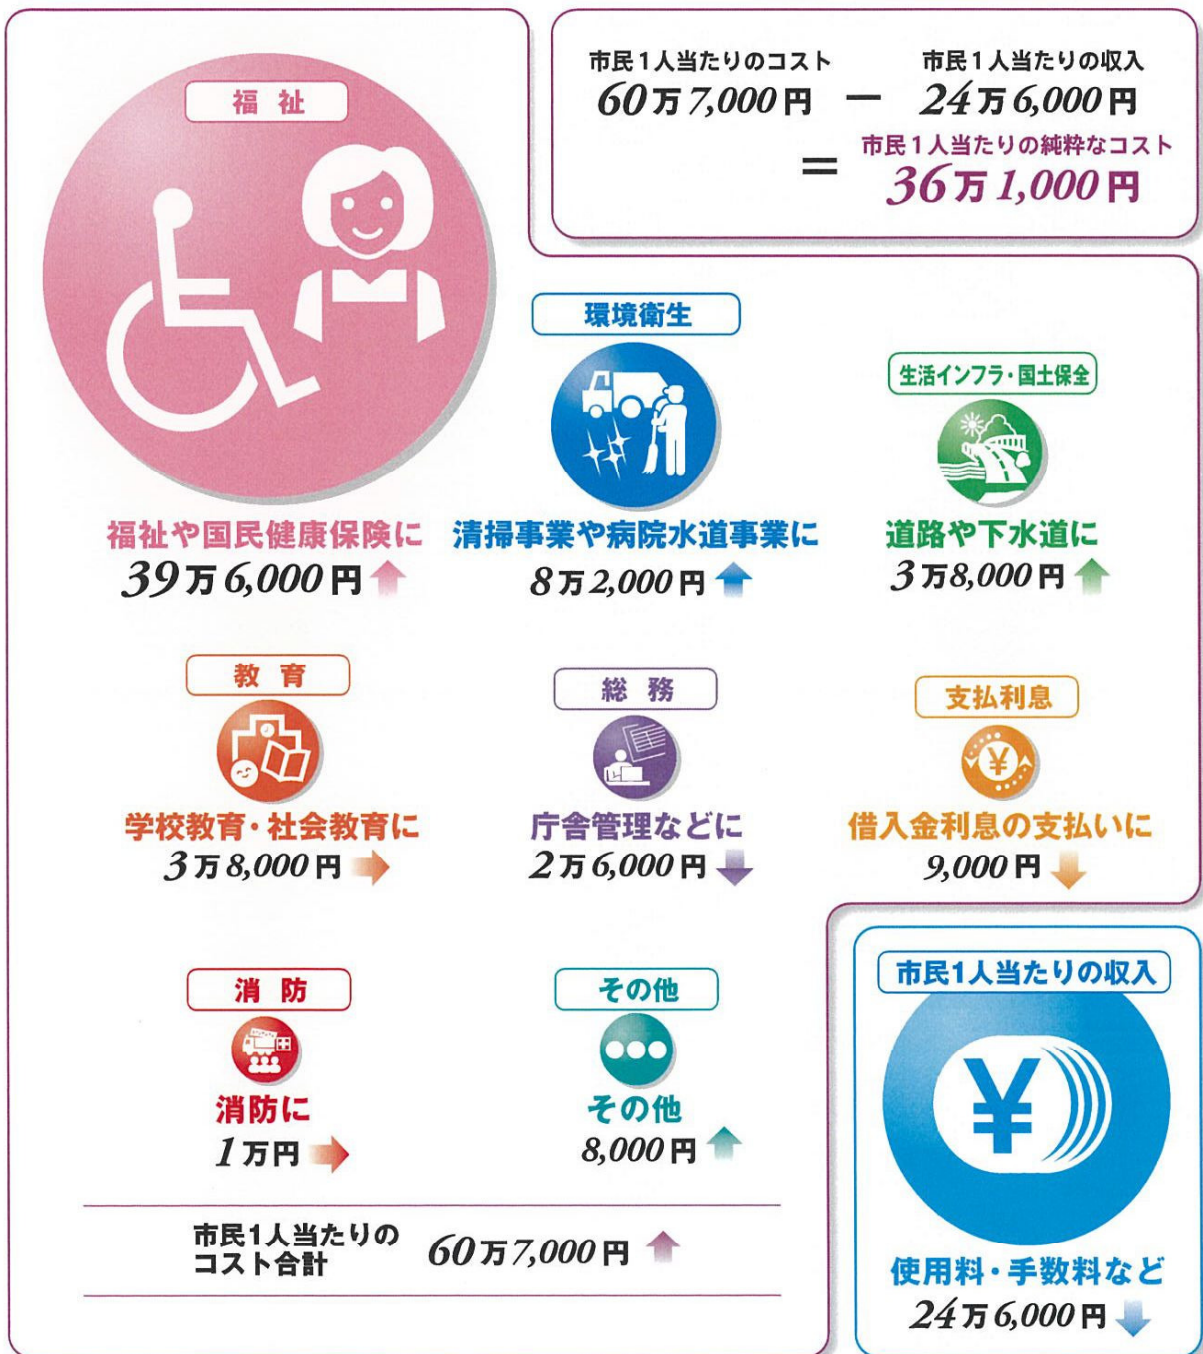 福祉
福祉や国民健康保険に
39万6,000円
市民1人当たりのコスト
60万7,000円
－
市民1人当たりの収入
24万6,000円
＝
市民1人当たりの純粋なコスト
36万1,000円
環境衛生
清掃事業や病院水道事業に
8万2,000円
生活インフラ・国土保全
道路や下水道に
3万8,000円
教育
学校教育・社会教育に
3万8,000円
総務
庁舎管理などに
2万6,000円
支払利息
¥
借入金利息の支払いに
9,000円
消防
消防に
1万円
その他
その他
8,000円
市民1人当たりの
コスト合計
60万7,000円
市民1人当たりの収入
¥
使用料・手数料など
24万6,000円